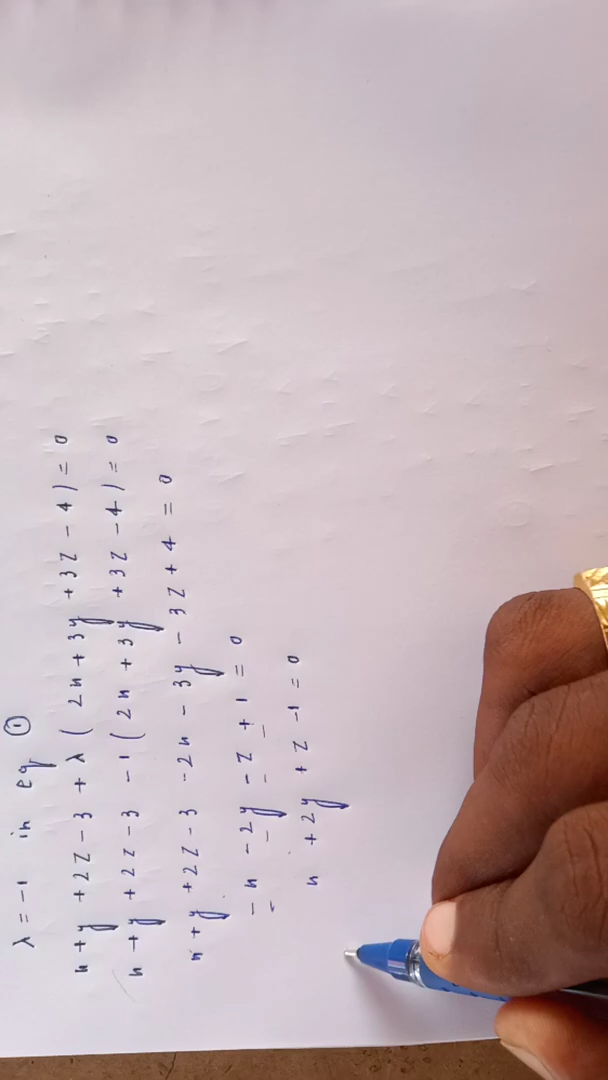 λ = -1 in eq ①
x + y + 2z - 3 + λ ( 2x + 3y + 3z - 4 ) = 0
x + y + 2z - 3 - 1 ( 2x + 3y + 3z - 4 ) = 0
x + y + 2z - 3 - 2x - 3y - 3z + 4 = 0
- x - 2y - z + 1 = 0
x + 2y + z - 1 = 0